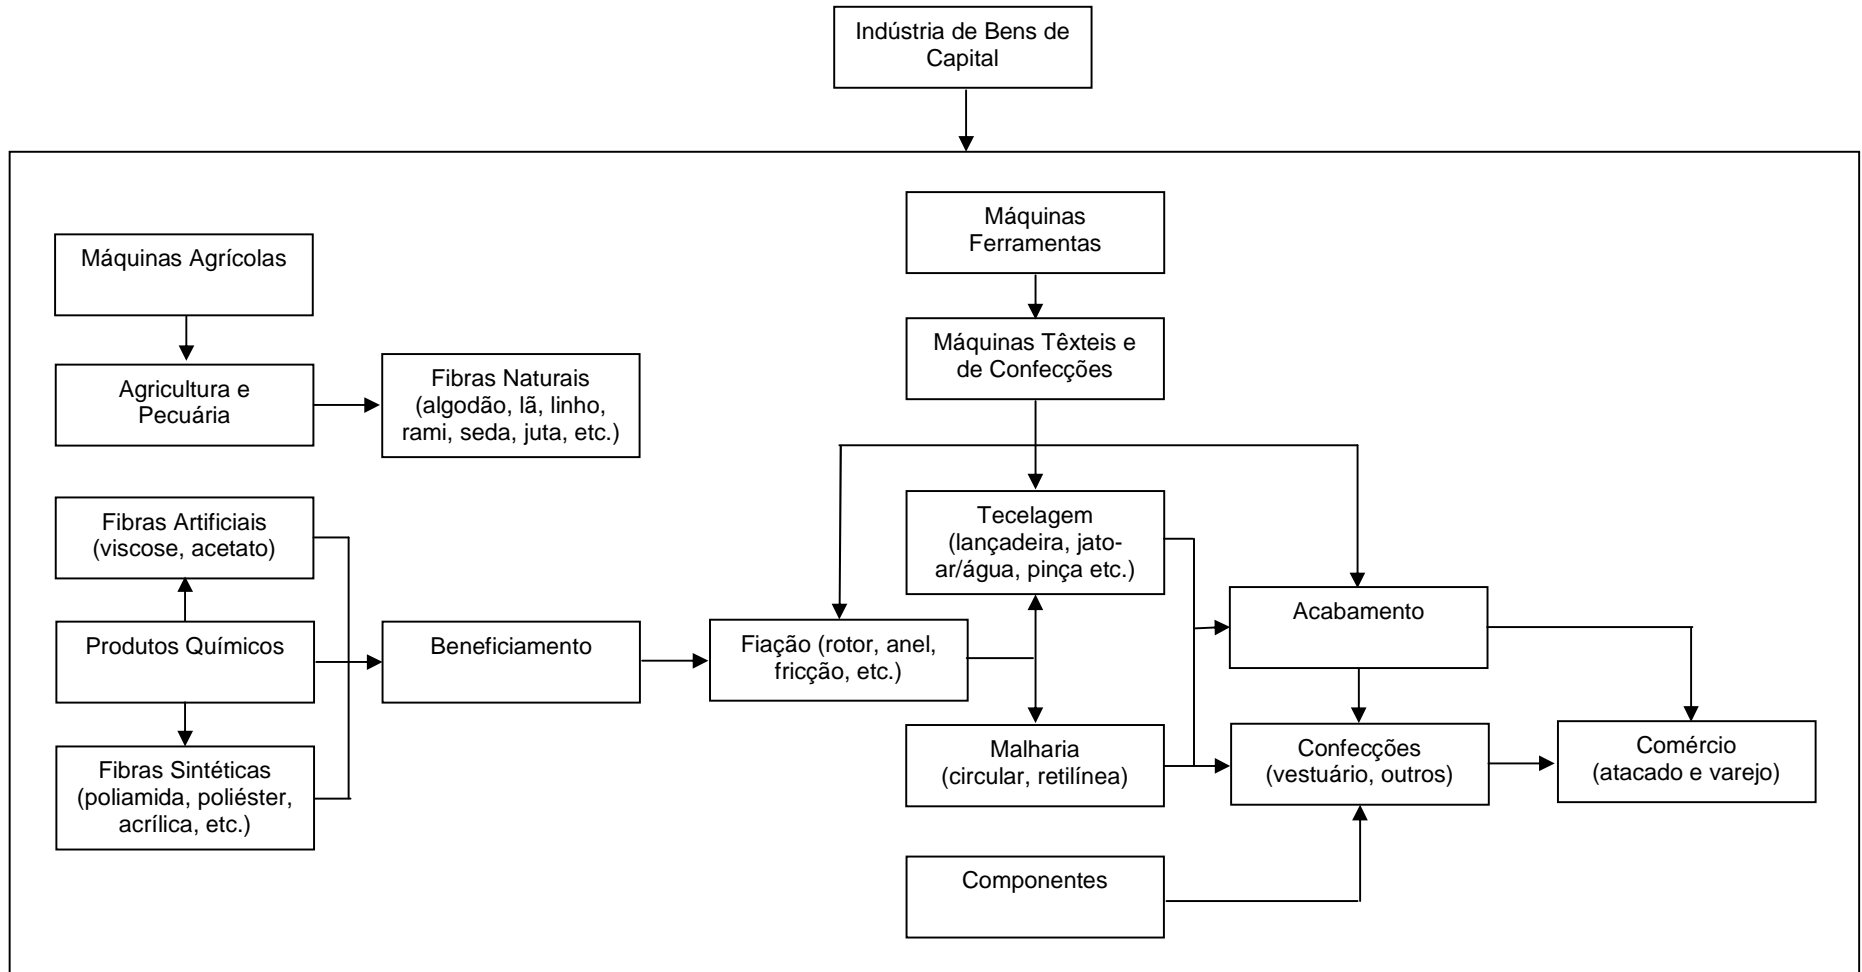 Indústria de Bens de
Capital
Máquinas
Ferramentas
Máquinas Agrícolas
Máquinas Têxteis e
de Confecções
Agricultura e
Pecuária
Fibras Naturais
(algodão, lã, linho,
rami, seda, juta, etc.)
Fibras Artificiais
(viscose, acetato)
Tecelagem
(lançadeira, jato-
ar/água, pinça etc.)
Acabamento
Produtos Químicos
Beneficiamento
Fiação (rotor, anel,
fricção, etc.)
Fibras Sintéticas
(poliamida, poliéster,
acrílica, etc.)
Malharia
(circular, retilínea)
Confecções
(vestuário, outros)
Comércio
(atacado e varejo)
Componentes